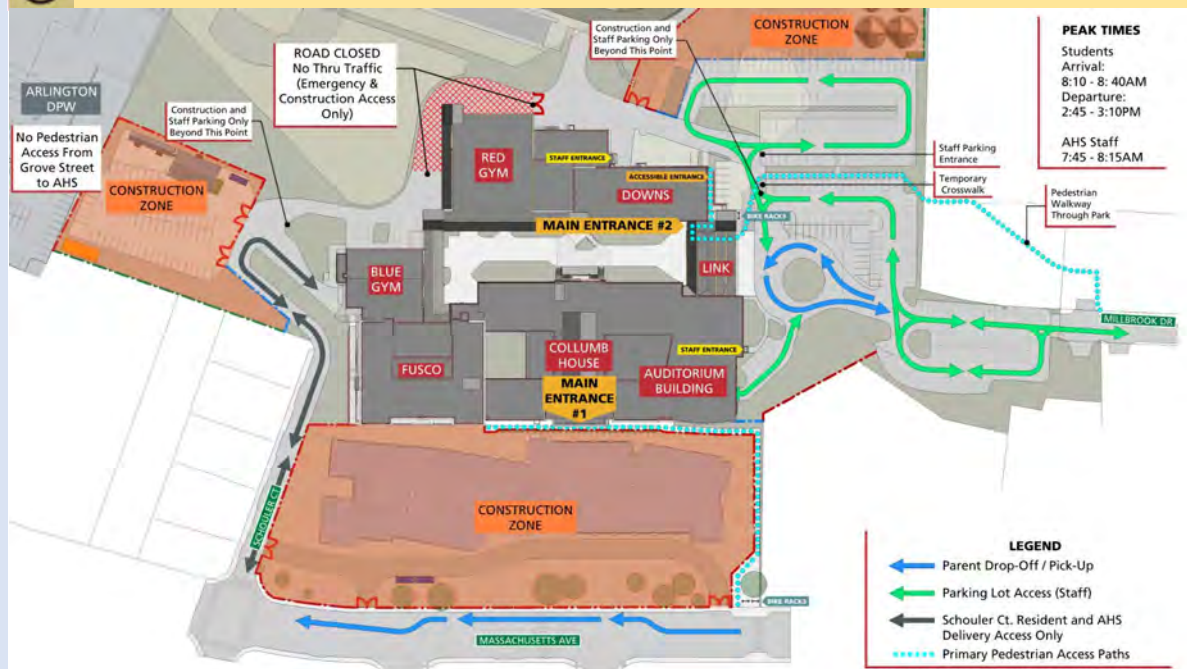 CONSTRUCTION
ZONE
Construction and
Staff Parking Only
Beyond This Point
PEAK TIMES
Students
Arrival:
8:10 - 8: 40AM
Departure:
2:45 - 3:10PM
AHS Staff
7:45 - 8:15AM
ROAD CLOSED
No Thru Traffic
(Emergency &
Construction Access
Only)
ARLINGTON
DPW
Construction and
Staff Parking Only
Beyond This Point
No Pedestrian
Access From
Grove Street
to AHS
CONSTRUCTION
ZONE
RED
GYM
STAFF ENTRANCE
ACCESSIBLE ENTRANCE
DOWNS
Staff Parking
Entrance
Temporary
Crosswalk
Pedestrian
Walkway
Through Park
BIKE RACKS
MAIN ENTRANCE #2
BLUE
GYM
LINK
MILLBROOK DR
COLLUMB
HOUSE
STAFF ENTRANCE
FUSCO
AUDITORIUM
BUILDING
MAIN
ENTRANCE
#1
SCHOULER CT
CONSTRUCTION
ZONE
BIKE RACKS
MASSACHUSETTS AVE
LEGEND
Parent Drop-Off / Pick-Up
Parking Lot Access (Staff)
Schouler Ct. Resident and AHS
Delivery Access Only
Primary Pedestrian Access Paths